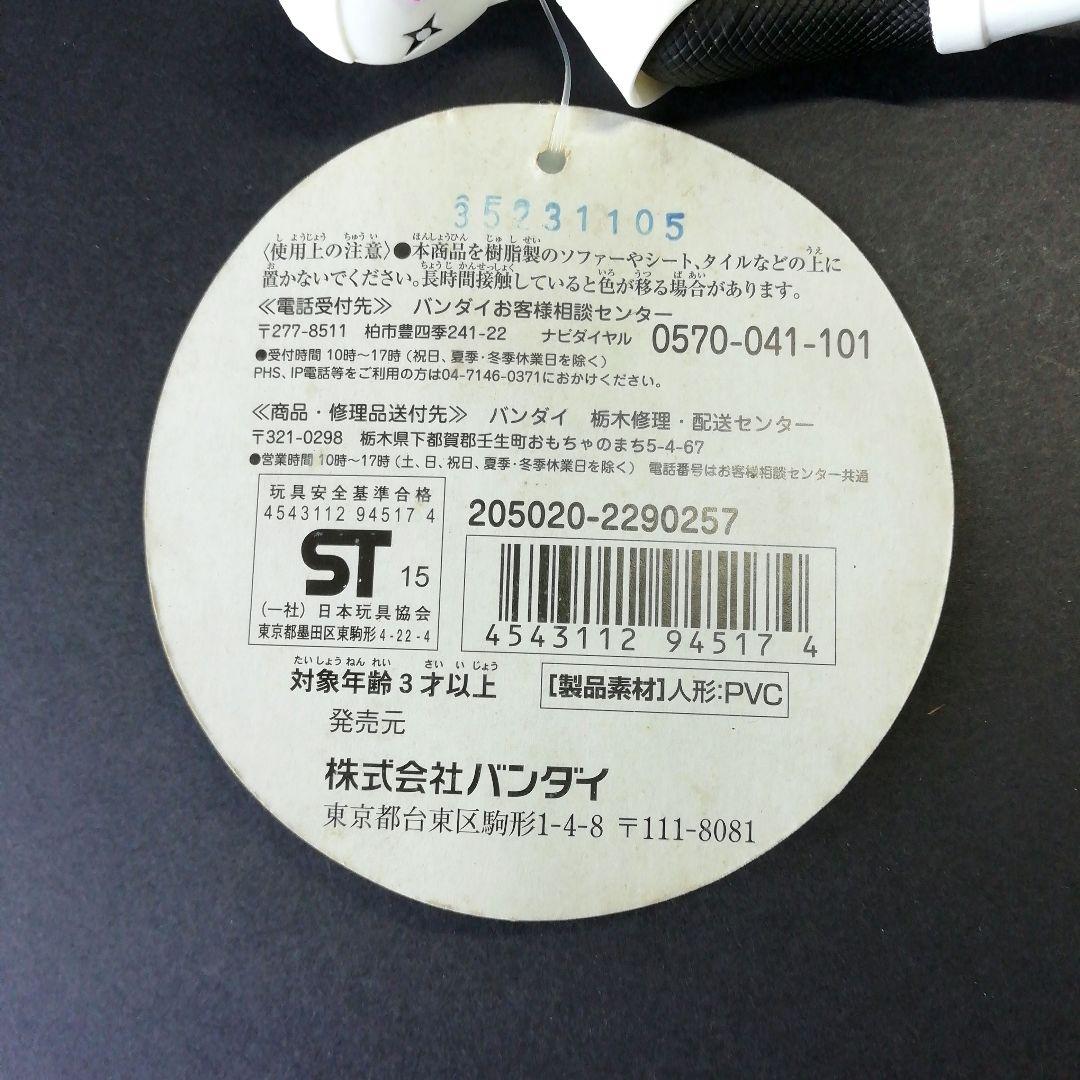 35231105
〈使用上の注意〉●本商品を樹脂製のソファーやシート、タイルなどの上に
置かないでください。長時間接触していると色が移る場合があります。
≪電話受付先≫ バンダイお客様相談センター
〒277-8511 柏市豊四季241-22 ナビダイヤル 0570-041-101
●受付時間 10時〜17時(祝日、夏季・冬季休業日を除く)
PHS、IP電話等をご利用の方は04-7146-0371におかけください。
≪商品・修理品送付先≫ バンダイ 栃木修理・配送センター
〒321-0298 栃木県下都賀郡壬生町おもちゃのまち5-4-67
●営業時間 10時〜17時(土、日、祝日、夏季・冬季休業日を除く) 電話番号はお客様相談センター共通
玩具安全基準合格
4543112 94517 4
ST 15
(一社)日本玩具協会
東京都墨田区東駒形4-22-4
205020-2290257
4543112 94517 4
対象年齢3才以上
[製品素材]人形:PVC
発売元
株式会社バンダイ
東京都台東区駒形1-4-8 〒111-8081